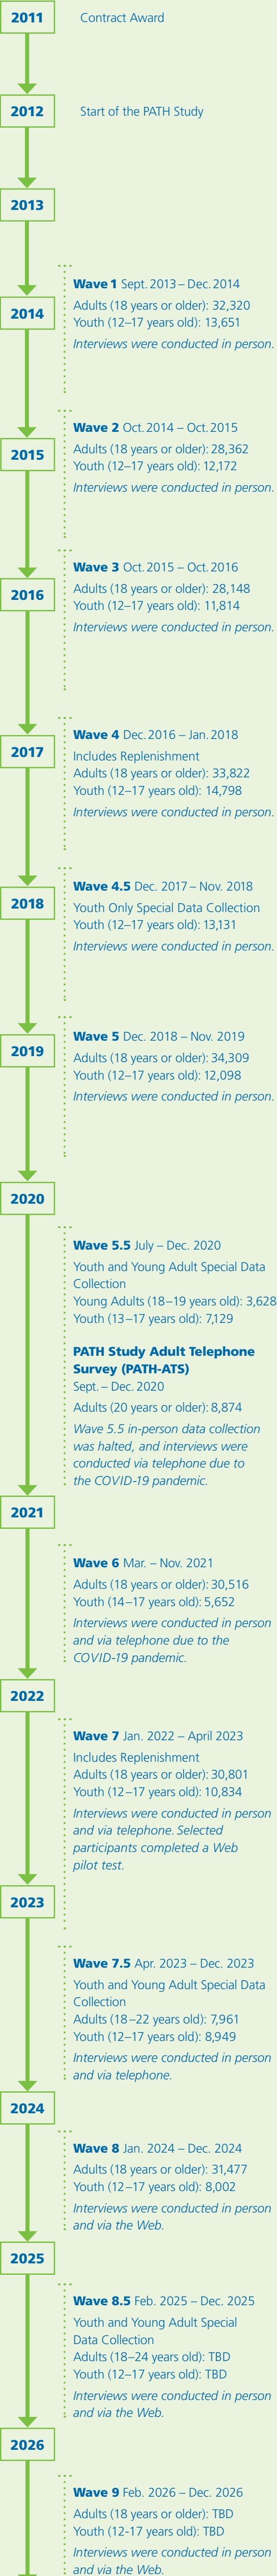 2011
Contract Award
2012
Start of the PATH Study
2013
Wave 1 Sept. 2013 – Dec. 2014
2014
Adults (18 years or older): 32,320
Youth (12–17 years old): 13,651
Interviews were conducted in person.
Wave 2 Oct. 2014 – Oct. 2015
2015
Adults (18 years or older): 28,362
Youth (12–17 years old): 12,172
Interviews were conducted in person.
Wave 3 Oct. 2015 – Oct. 2016
2016
Adults (18 years or older): 28,148
Youth (12–17 years old): 11,814
Interviews were conducted in person.
Wave 4 Dec. 2016 – Jan. 2018
2017
Includes Replenishment
Adults (18 years or older): 33,822
Youth (12–17 years old): 14,798
Interviews were conducted in person.
Wave 4.5 Dec. 2017 – Nov. 2018
2018
Youth Only Special Data Collection
Youth (12–17 years old): 13,131
Interviews were conducted in person.
Wave 5 Dec. 2018 – Nov. 2019
2019
Adults (18 years or older): 34,309
Youth (12–17 years old): 12,098
Interviews were conducted in person.
2020
Wave 5.5 July – Dec. 2020
Youth and Young Adult Special Data
Collection
Young Adults (18–19 years old): 3,628
Youth (13–17 years old): 7,129
PATH Study Adult Telephone
Survey (PATH-ATS)
Sept. – Dec. 2020
Adults (20 years or older): 8,874
Wave 5.5 in-person data collection
was halted, and interviews were
conducted via telephone due to
the COVID-19 pandemic.
2021
Wave 6 Mar. – Nov. 2021
Adults (18 years or older): 30,516
Youth (14–17 years old): 5,652
Interviews were conducted in person
and via telephone due to the
COVID-19 pandemic.
2022
Wave 7 Jan. 2022 – April 2023
Includes Replenishment
Adults (18 years or older): 30,801
Youth (12–17 years old): 10,834
Interviews were conducted in person
and via telephone. Selected
participants completed a Web
pilot test.
2023
Wave 7.5 Apr. 2023 – Dec. 2023
Youth and Young Adult Special Data
Collection
Adults (18–22 years old): 7,961
Youth (12–17 years old): 8,949
Interviews were conducted in person
and via telephone.
2024
Wave 8 Jan. 2024 – Dec. 2024
Adults (18 years or older): 31,477
Youth (12–17 years old): 8,002
Interviews were conducted in person
and via the Web.
2025
Wave 8.5 Feb. 2025 – Dec. 2025
Youth and Young Adult Special
Data Collection
Adults (18–24 years old): TBD
Youth (12–17 years old): TBD
Interviews were conducted in person
and via the Web.
2026
Wave 9 Feb. 2026 – Dec. 2026
Adults (18 years or older): TBD
Youth (12-17 years old): TBD
Interviews were conducted in person
and via the Web.